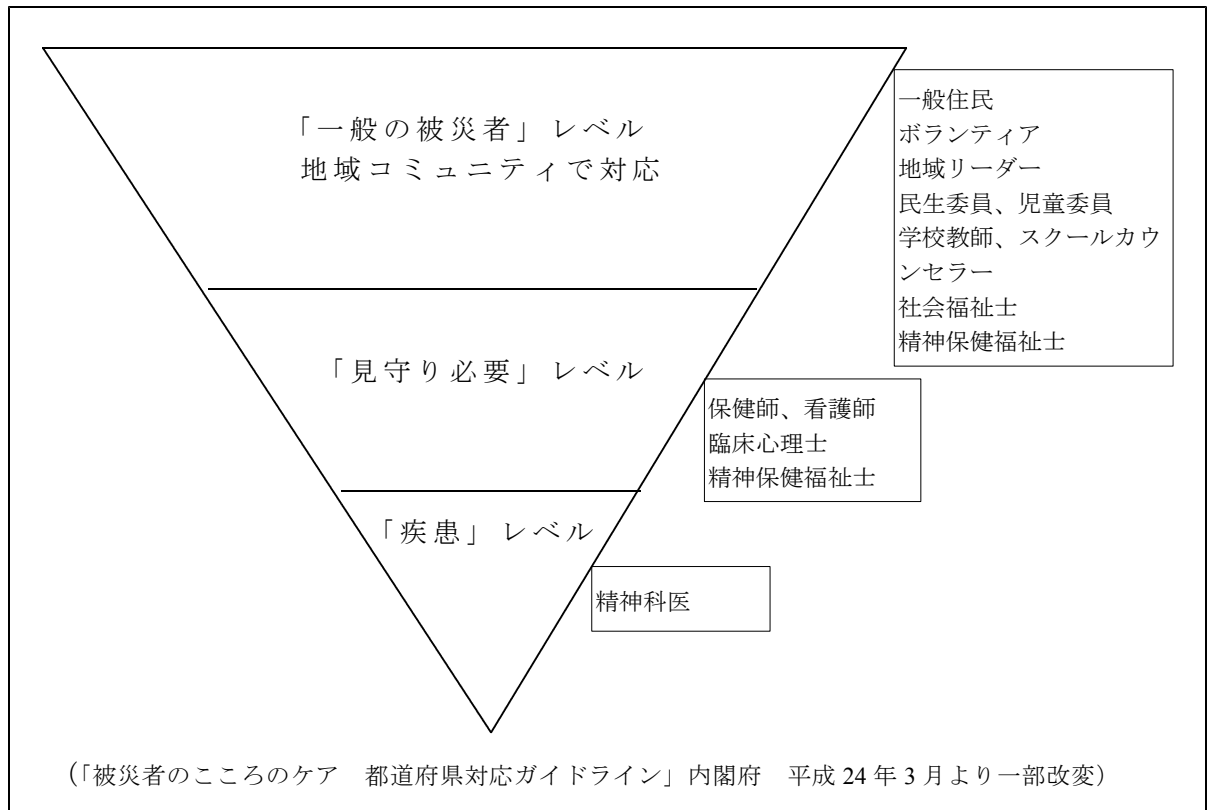 「一般の被災者」レベル
地域コミュニティで対応
一般住民
ボランティア
地域リーダー
民生委員、児童委員
学校教師、スクールカウ
ンセラー
社会福祉士
精神保健福祉士
「見守り必要」レベル
保健師、看護師
臨床心理士
精神保健福祉士
「疾患」レベル
精神科医
(「被災者のこころのケア　都道府県対応ガイドライン」内閣府　平成 24 年 3 月より一部改変)